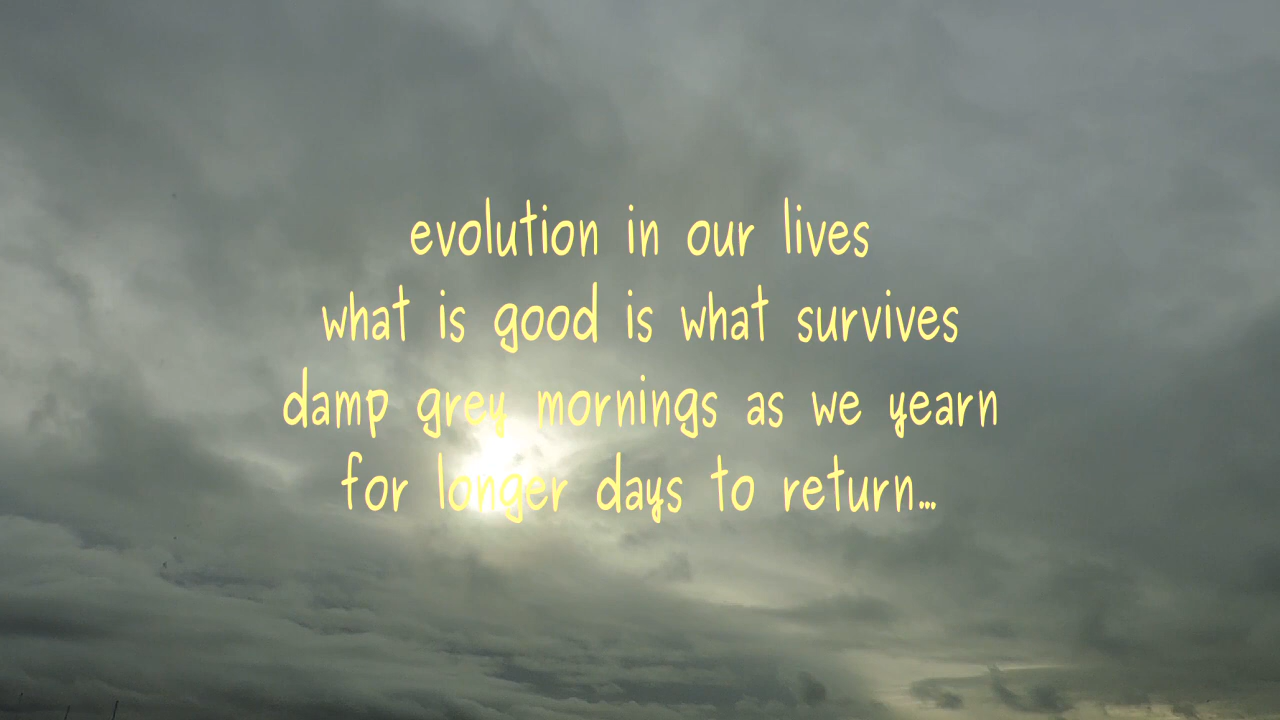 evolution in our lives
what is good is what survives
damp grey mornings as we yearn
for longer days to return...